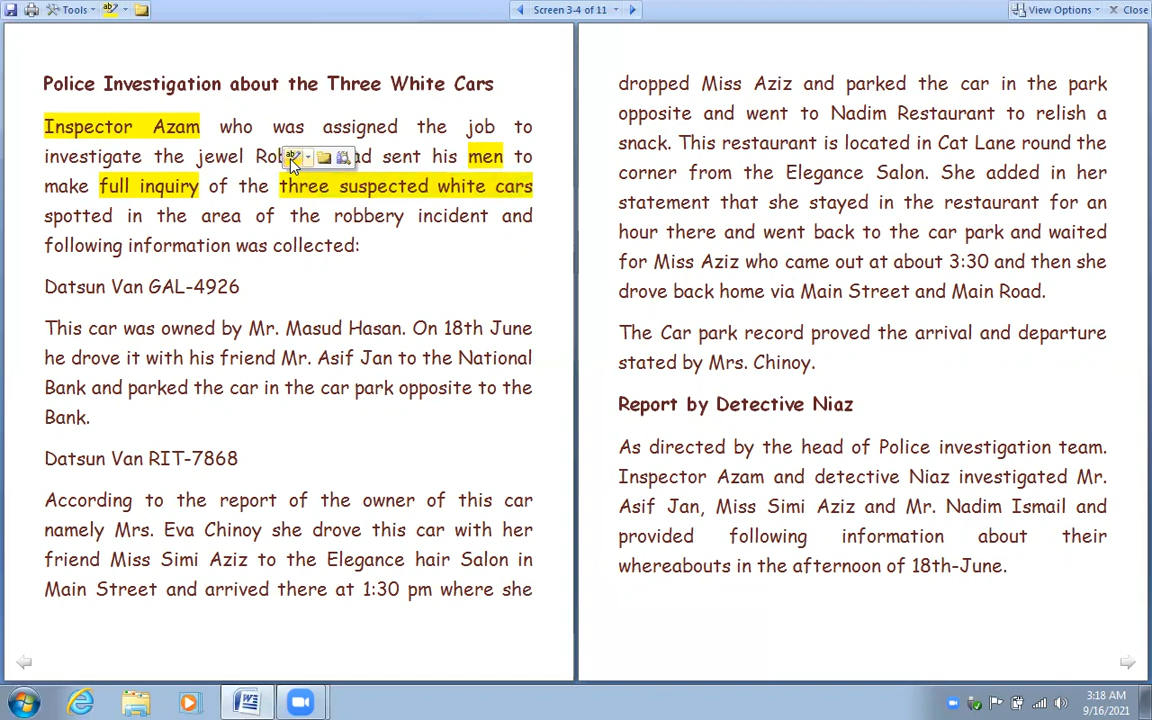 Tools
Screen 3-4 of 11
View Options
Close
Police Investigation about the Three White Cars
Inspector Azam who was assigned the job to
investigate the jewel sent his men to
make full inquiry of the three suspected white cars
spotted in the area of the robbery incident and
following information was collected:
Datsun Van GAL-4926
This car was owned by Mr. Masud Hasan. On 18th June
he drove it with his friend Mr. Asif Jan to the National
Bank and parked the car in the car park opposite to the
Bank.
Datsun Van RIT-7868
According to the report of the owner of this car
namely Mrs. Eva Chinoy she drove this car with her
friend Miss Simi Aziz to the Elegance hair Salon in
Main Street and arrived there at 1:30 pm where she
dropped Miss Aziz and parked the car in the park
opposite and went to Nadim Restaurant to relish a
snack. This restaurant is located in Cat Lane round the
corner from the Elegance Salon. She added in her
statement that she stayed in the restaurant for an
hour there and went back to the car park and waited
for Miss Aziz who came out at about 3:30 and then she
drove back home via Main Street and Main Road.
The Car park record proved the arrival and departure
stated by Mrs. Chinoy.
Report by Detective Niaz
As directed by the head of Police investigation team.
Inspector Azam and detective Niaz investigated Mr.
Asif Jan, Miss Simi Aziz and Mr. Nadim Ismail and
provided following information about their
whereabouts in the afternoon of 18th-June.
3:18 AM
9/16/2021